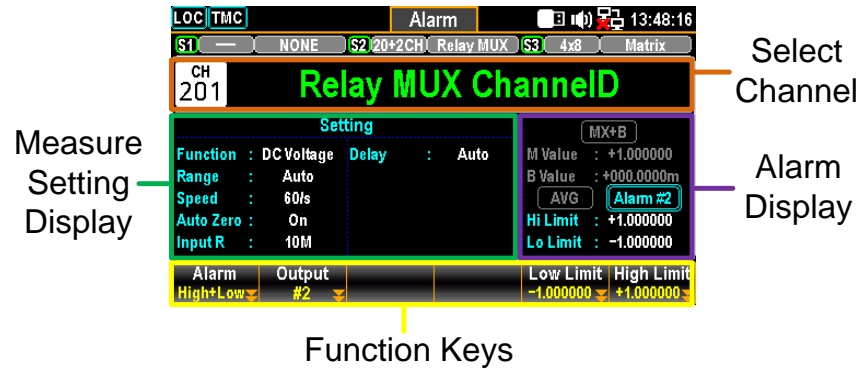 LOC TMC Alarm 13:48:16
S1 — NONE S2 20+2CH Relay MUX S3 4x8 Matrix
CH
201
Relay MUX ChannelD
Select
Channel
Measure
Setting
Display
Setting
Function : DC Voltage Delay : Auto
Range : Auto
Speed : 60/s
Auto Zero : On
Input R : 10M
MX+B
M Value : +1.000000
B Value : +000.0000m
AVG Alarm #2
Hi Limit : +1.000000
Lo Limit : -1.000000
Alarm
Display
Alarm Output Low Limit High Limit
High+Low #2 -1.000000 +1.000000
Function Keys